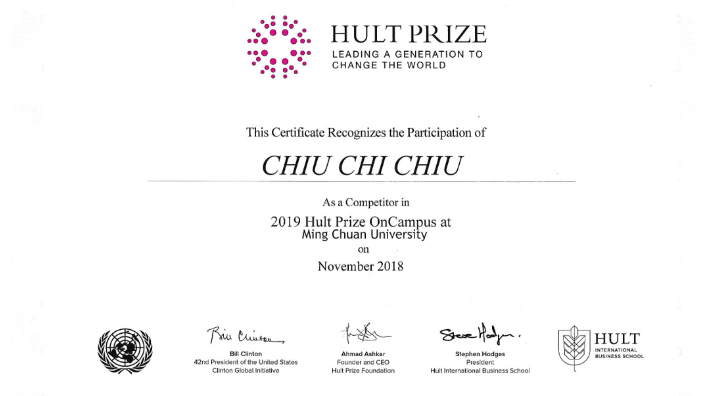 HULT PRIZE
LEADING A GENERATION TO
CHANGE THE WORLD
This Certificate Recognizes the Participation of
CHIU CHI CHIU
As a Competitor in
2019 Hult Prize OnCampus at
Ming Chuan University
on
November 2018
Bill Clinton
Bill Clinton
42nd President of the United States
Clinton Global Initiative
Ahmad Ashkar
Founder and CEO
Hult Prize Foundation
Steve Hodges
Stephen Hodges
President
Hult International Business School
HULT
INTERNATIONAL
BUSINESS SCHOOL